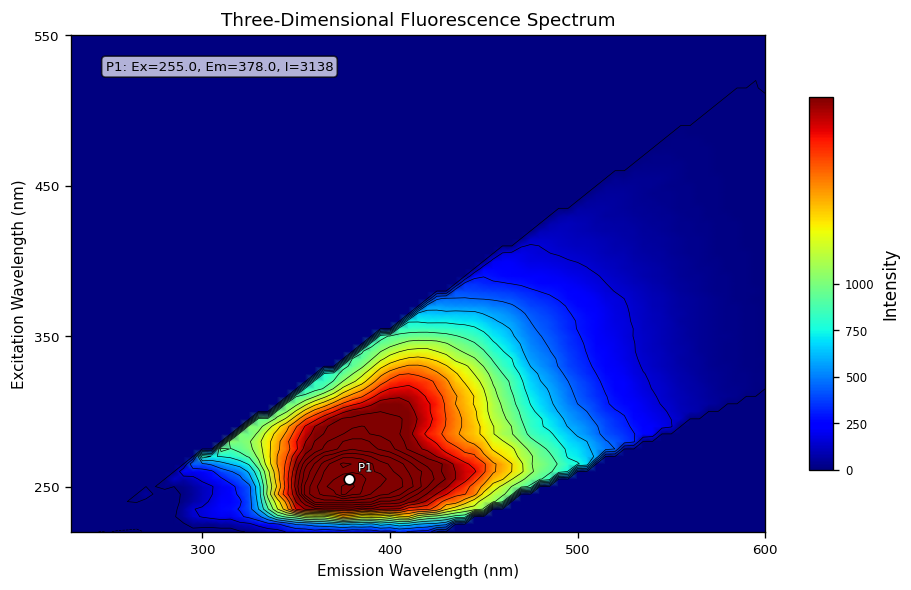 Three-Dimensional Fluorescence Spectrum
550
450
350
250
Excitation Wavelength (nm)
P1: Ex=255.0, Em=378.0, I=3138
P1
300
400
500
600
Emission Wavelength (nm)
1000
750
500
250
0
Intensity